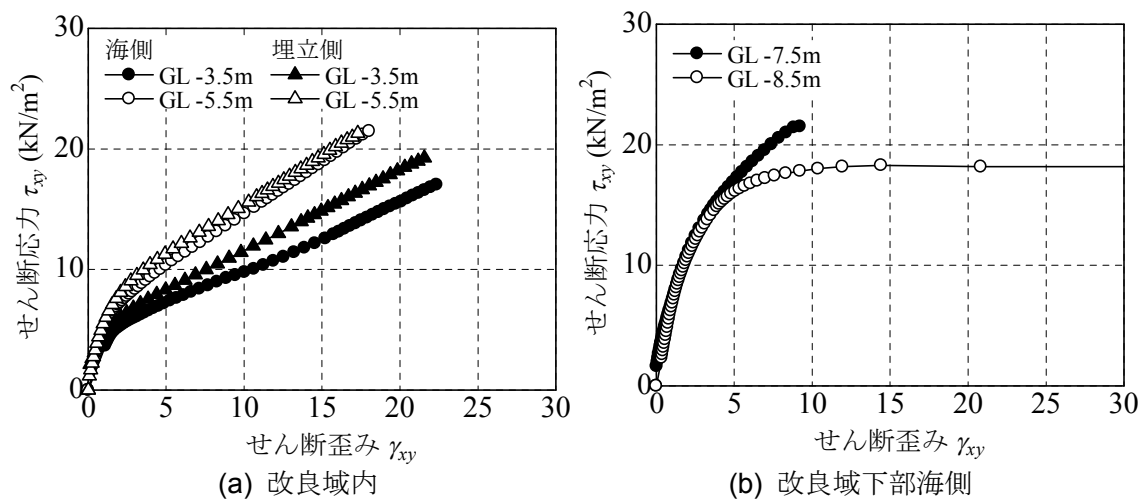 30
20
10
0
せん断応力 τxy (kN/m²)
海側
埋立側
GL -3.5m
GL -3.5m
GL -5.5m
GL -5.5m
0 5 10 15 20 25 30
せん断歪み γxy
(a) 改良域内
30
20
10
0
せん断応力 τxy (kN/m²)
GL -7.5m
GL -8.5m
0 5 10 15 20 25 30
せん断歪み γxy
(b) 改良域下部海側